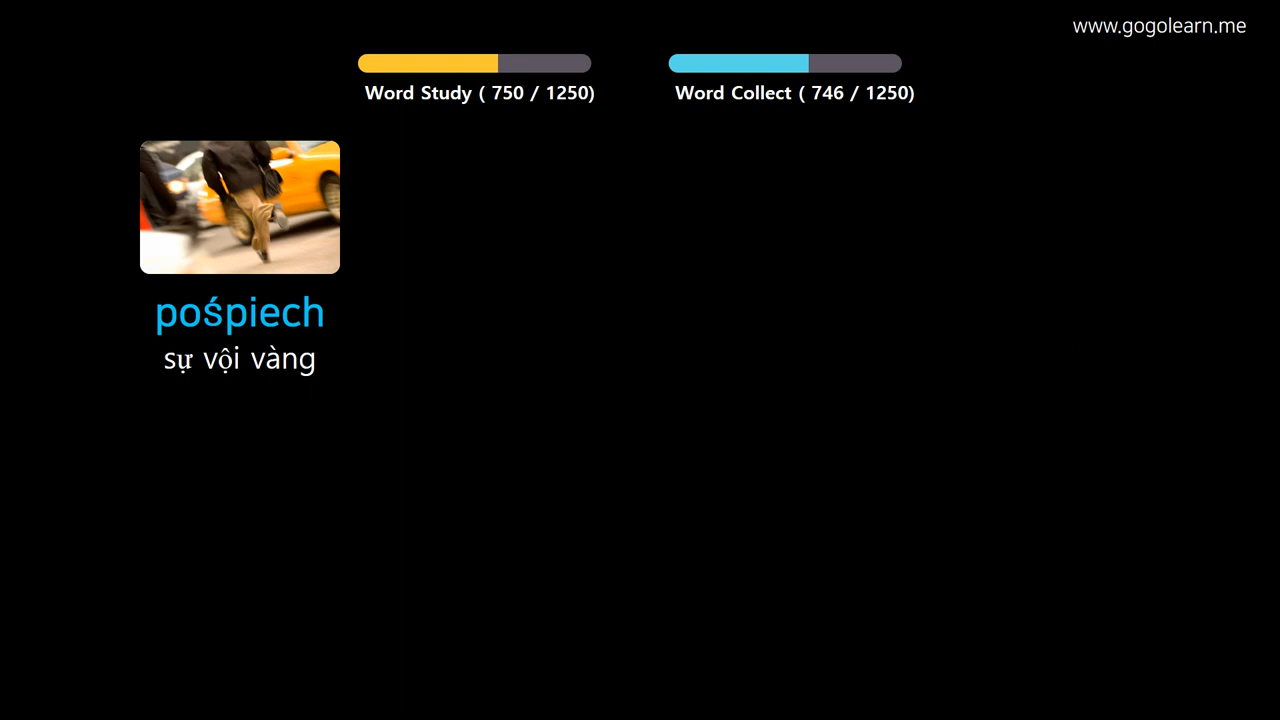 www.gogolearn.me
Word Study ( 750 / 1250)
Word Collect ( 746 / 1250)
pośpiech
sự vội vàng